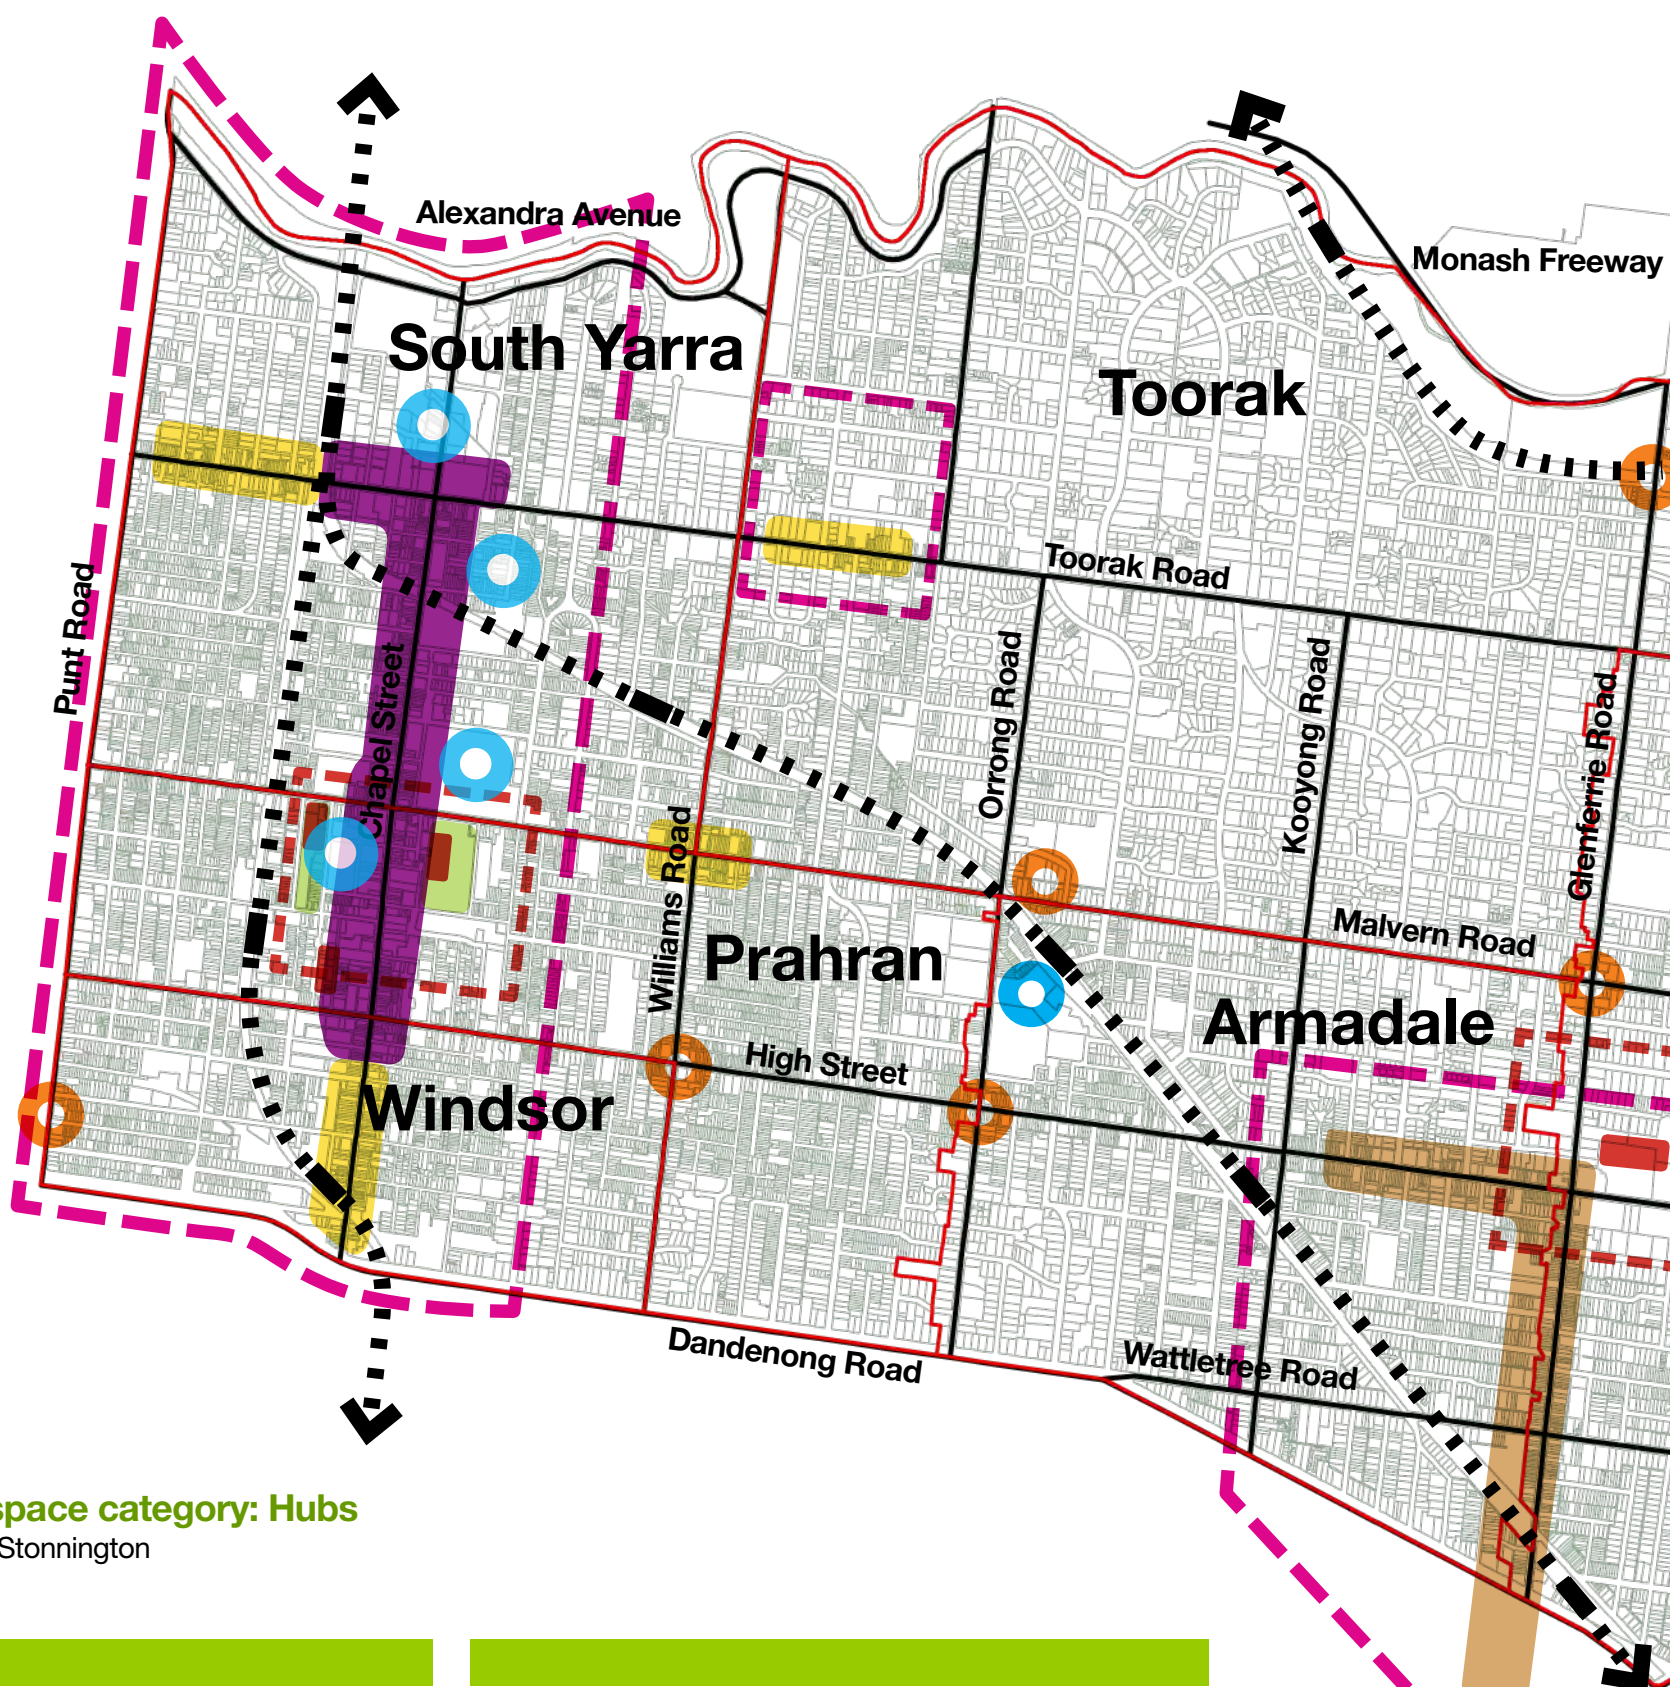 Alexandra Avenue
Monash Freeway
South Yarra
Toorak
Toorak Road
Punt Road
Chapel Street
Orrong Road
Kooyong Road
Glenferrie Road
Williams Road
Malvern Road
Prahran
Armadale
High Street
Windsor
Dandenong Road
Wattletree Road
space category: Hubs
Stonnington